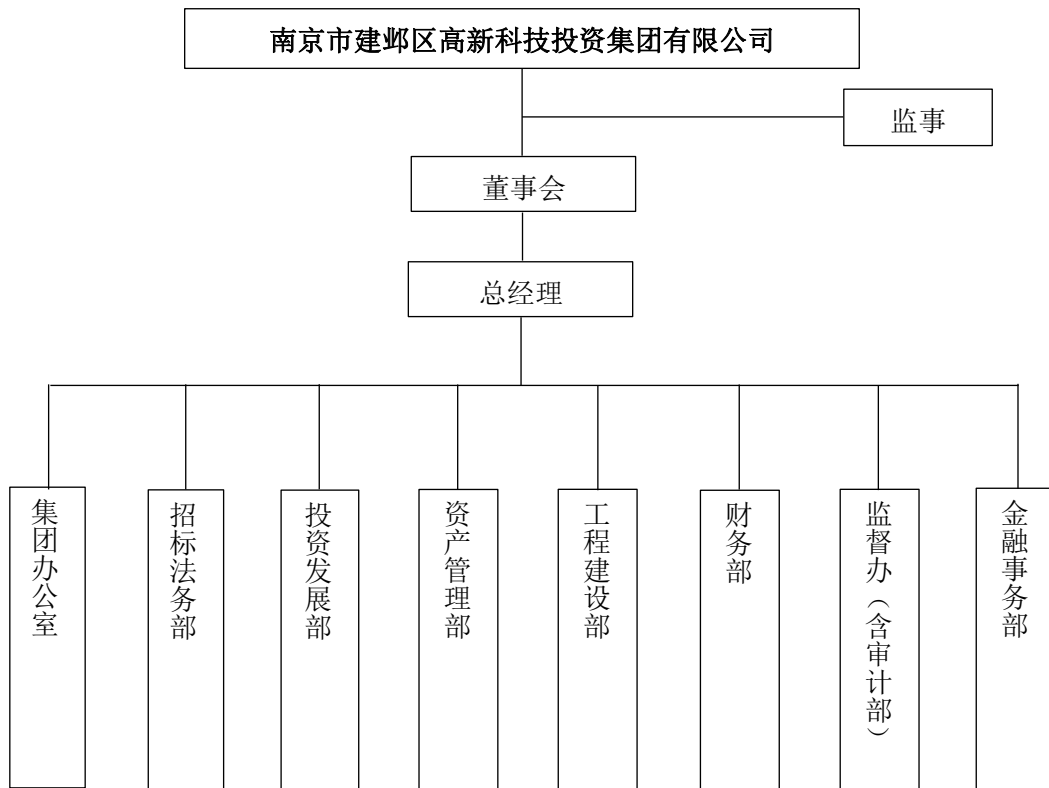 南京市建邺区高新科技投资集团有限公司
监事
董事会
总经理
集团办公室
招标法务部
投资发展部
资产管理部
工程建设部
财务部
监督办（含审计部）
金融事务部